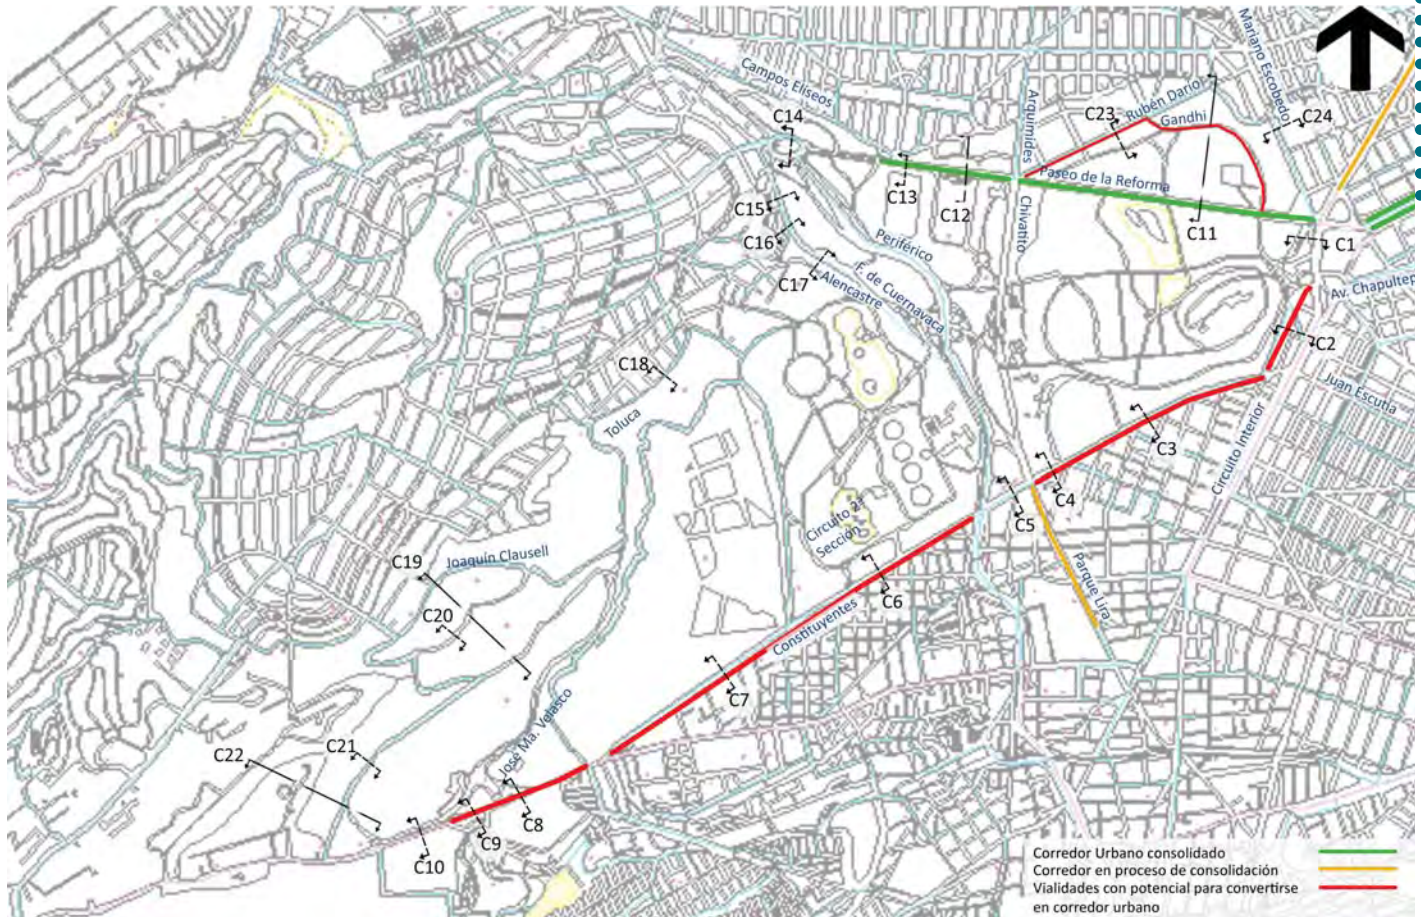 Mariano Escobedo
Campos Elíseos
Arquimides
Rubén Darío
Gandhi
C14
C23
C24
Paseo de la Reforma
C13
C12
C11
C15
C16
C17
Chivatito
C1
Periférico
F. de Cuernavaca
Alencastre
Av. Chapultep
C2
C18
Juan Escutia
Toluca
C3
Circuito Interior
C4
C5
Circuito 2a
Sección
C19
Joaquín Clausell
C20
C6
Parque Lira
Constituyentes
C7
José Ma. Velasco
C21
C22
C8
C9
C10
Corredor Urbano consolidado
Corredor en proceso de consolidación
Vialidades con potencial para convertirse
en corredor urbano